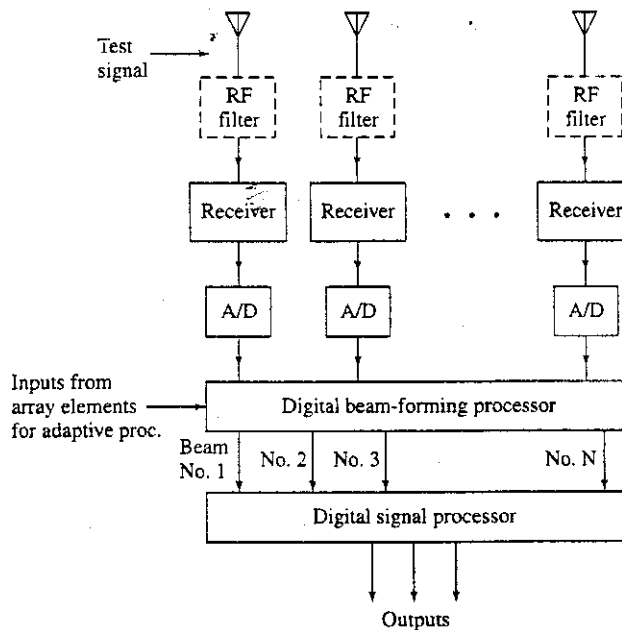 Test
signal
RF
filter
RF
filter
RF
filter
Receiver
Receiver
. . .
Receiver
A/D
A/D
A/D
Inputs from
array elements
for adaptive proc.
Digital beam-forming processor
Beam
No. 1
No. 2
No. 3
No. N
Digital signal processor
Outputs